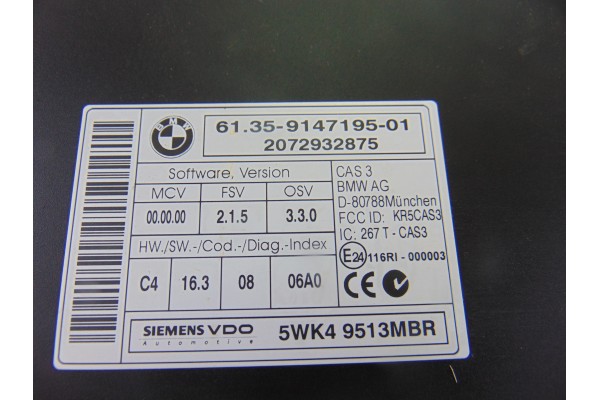 BMW
61.35-9147195-01
2072932875
Software, Version
MCV FSV OSV
00.00.00 2.1.5 3.3.0
HW./SW.-/Cod.-/Diag.-Index
C4 16.3 08 06A0
CAS 3
BMW AG
D-80788München
FCC ID: KR5CAS3
IC: 267 T - CAS3
E24 116RI - 000003
CE
SIEMENS VDO
Automotive
5WK4 9513MBR